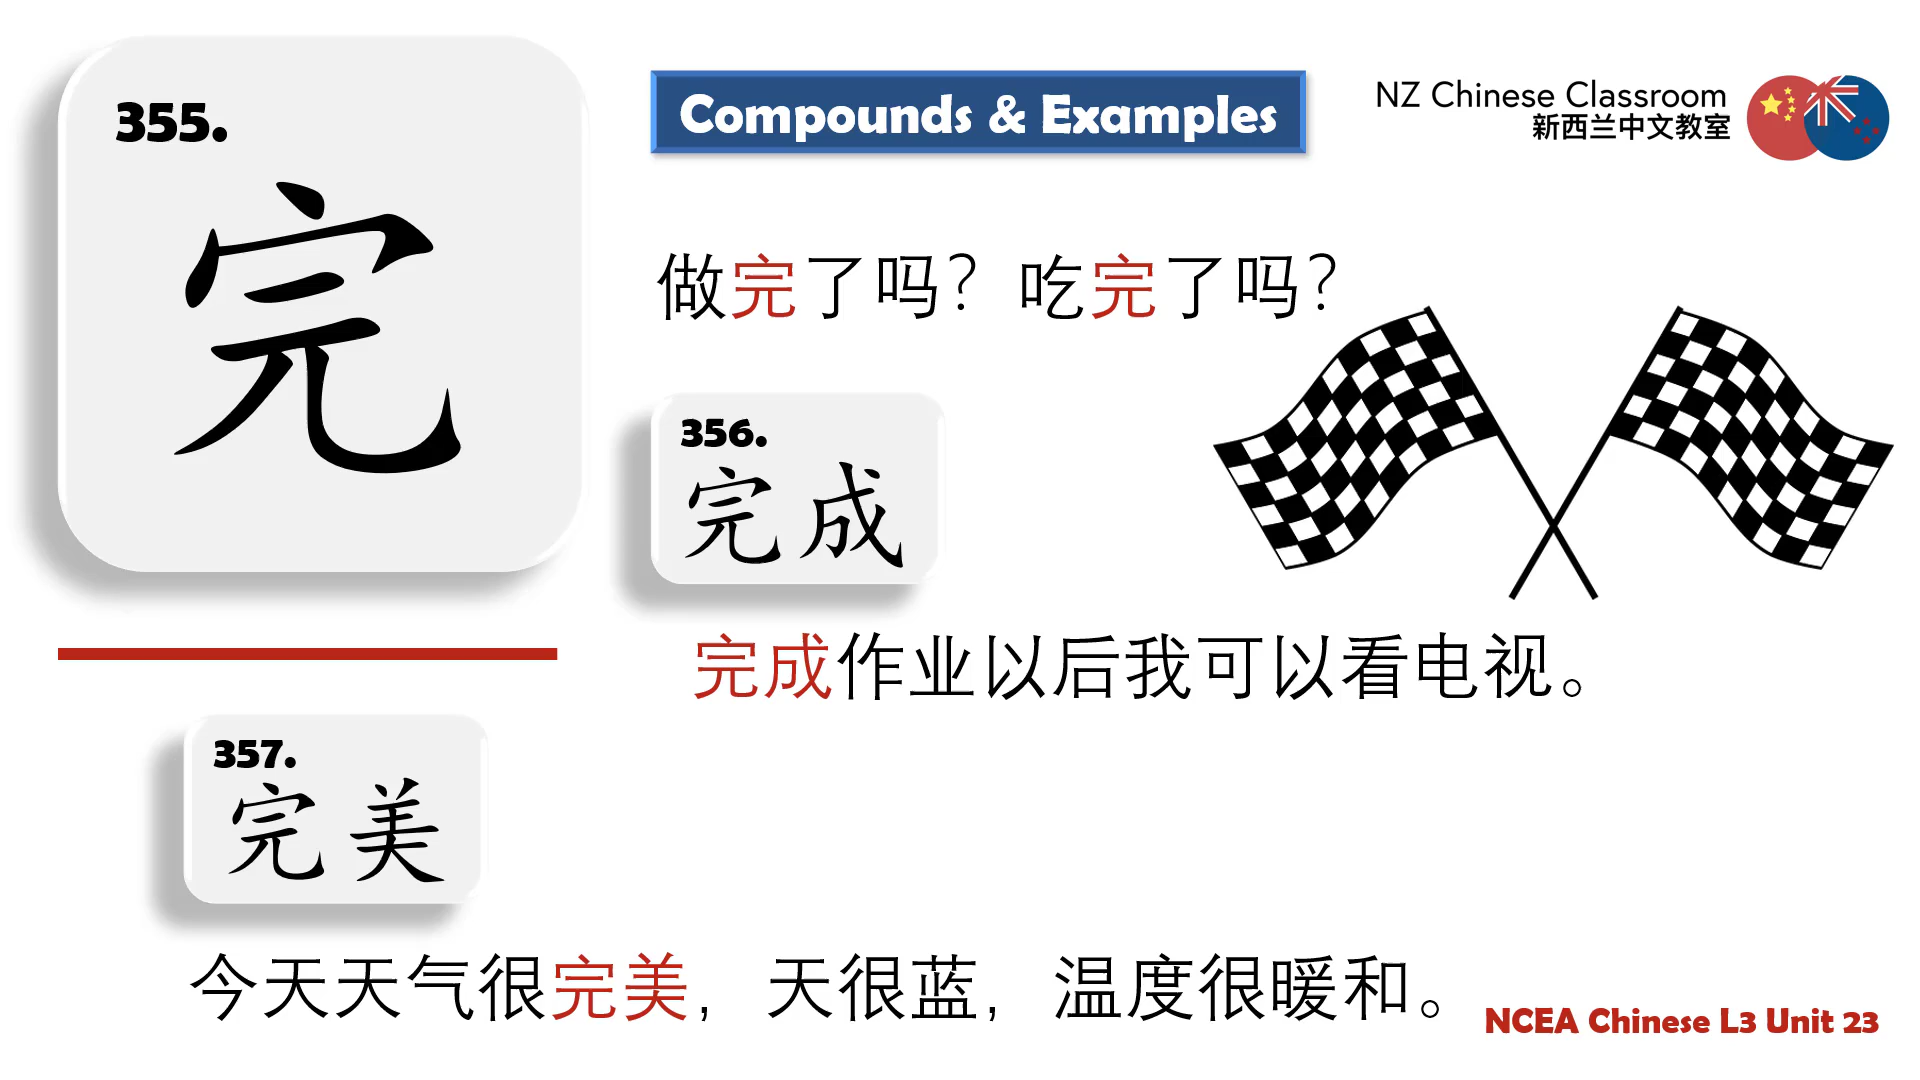 355.
完
Compounds & Examples
NZ Chinese Classroom
新西兰中文教室
做完了吗？吃完了吗？
356.
完成
完成作业以后我可以看电视。
357.
完美
今天天气很完美，天很蓝，温度很暖和。
NCEA Chinese L3 Unit 23